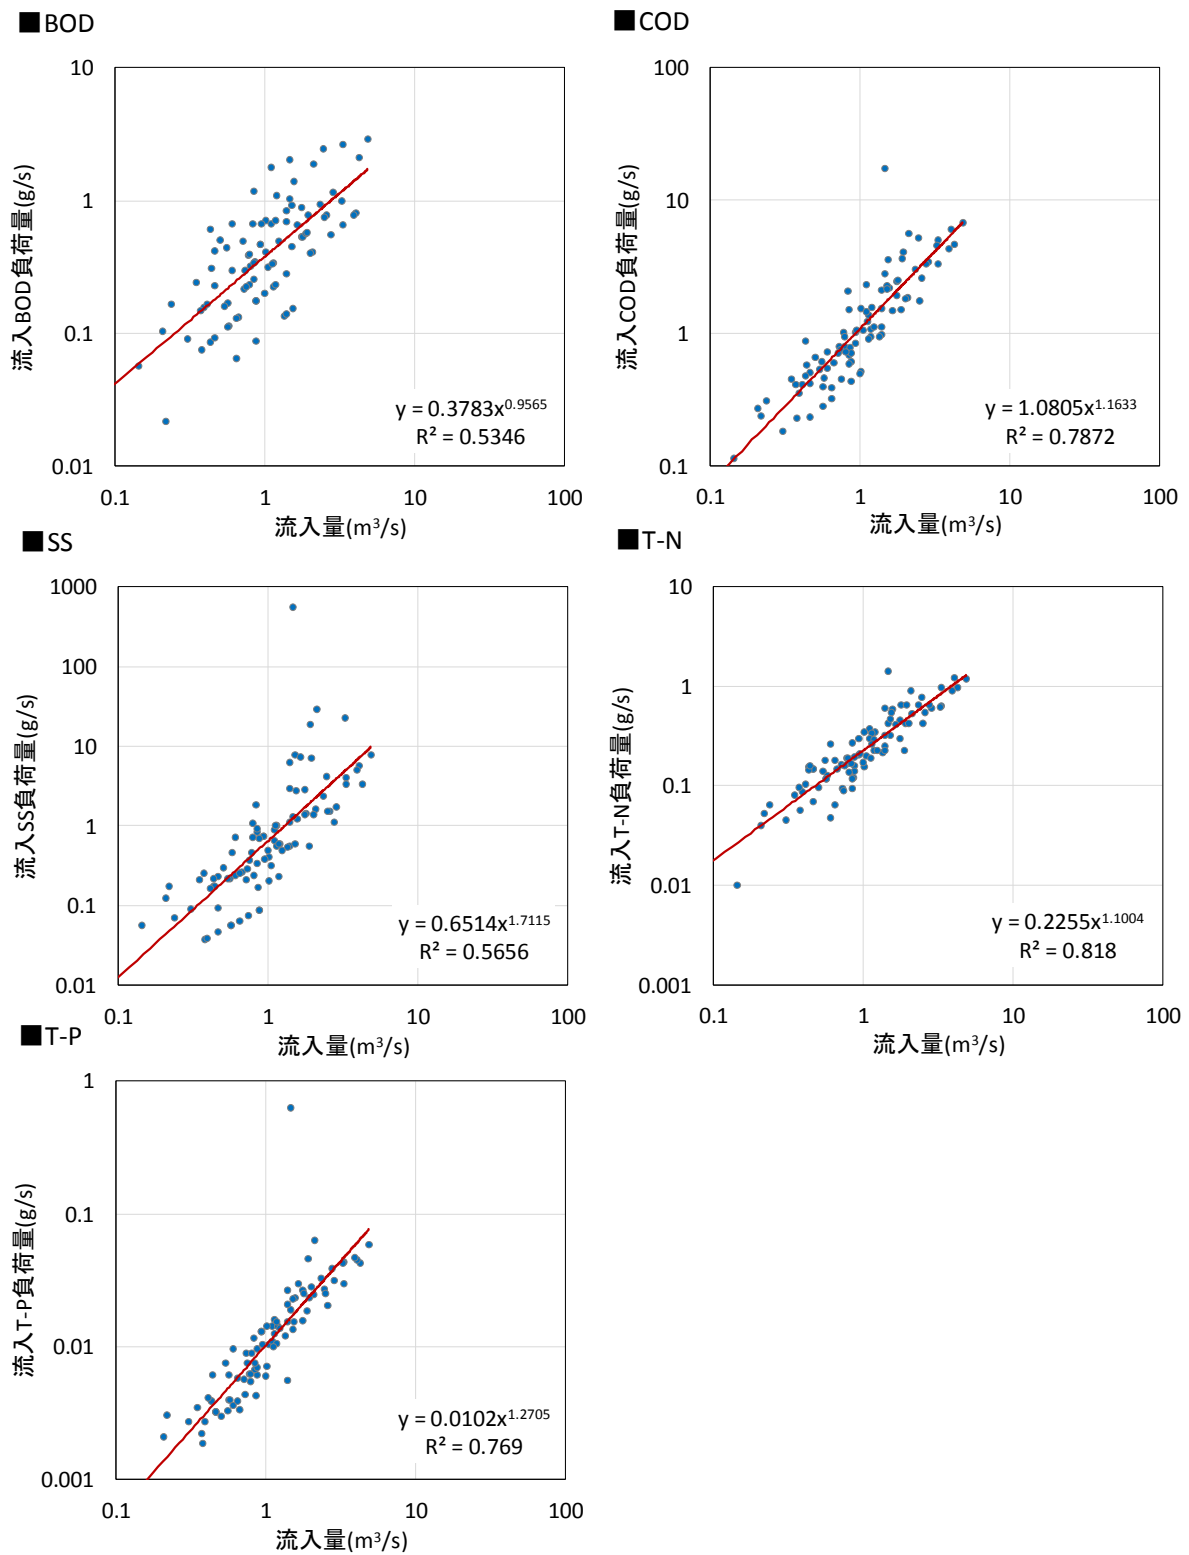 ■BOD
10
1
0.1
0.01
流入BOD負荷量(g/s)
y = 0.3783x^0.9565
R² = 0.5346
0.1 1 10 100
流入量(m³/s)
■COD
100
10
1
0.1
流入COD負荷量(g/s)
y = 1.0805x^1.1633
R² = 0.7872
0.1 1 10 100
流入量(m³/s)
■SS
1000
100
10
1
0.1
0.01
流入SS負荷量(g/s)
y = 0.6514x^1.7115
R² = 0.5656
0.1 1 10 100
流入量(m³/s)
■T-N
10
1
0.1
0.01
0.001
流入T-N負荷量(g/s)
y = 0.2255x^1.1004
R² = 0.818
0.1 1 10 100
流入量(m³/s)
■T-P
1
0.1
0.01
0.001
流入T-P負荷量(g/s)
y = 0.0102x^1.2705
R² = 0.769
0.1 1 10 100
流入量(m³/s)